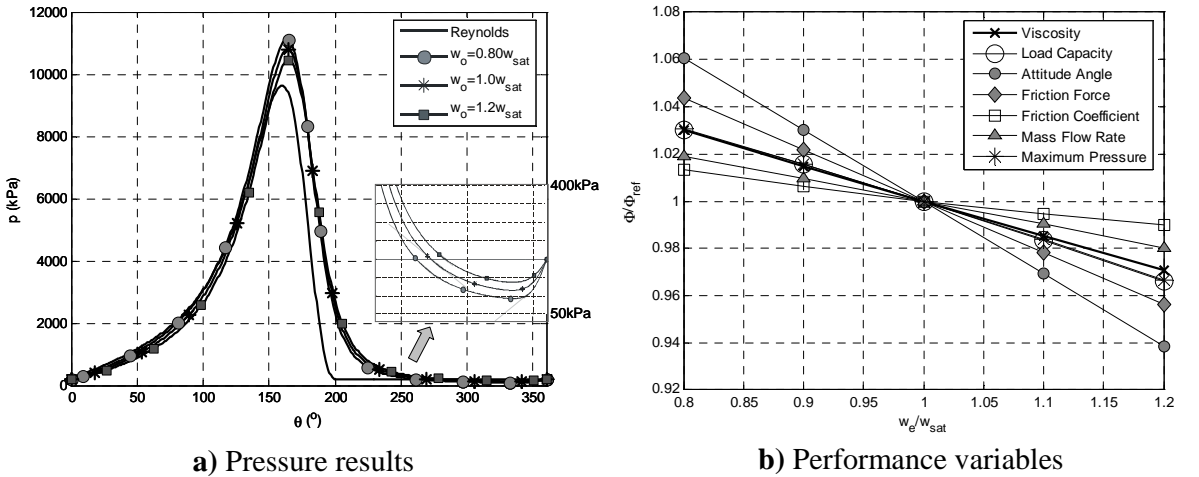 12000
10000
8000
6000
4000
2000
0
p (kPa)
0
50
100
150
200
250
300
350
θ (º)
Reynolds
wo=0.80wsat
wo=1.0wsat
wo=1.2wsat
400kPa
50kPa
a) Pressure results
1.08
1.06
1.04
1.02
1
0.98
0.96
0.94
0.92
Φ/Φref
0.8
0.85
0.9
0.95
1
1.05
1.1
1.15
1.2
we/wsat
Viscosity
Load Capacity
Attitude Angle
Friction Force
Friction Coefficient
Mass Flow Rate
Maximum Pressure
b) Performance variables